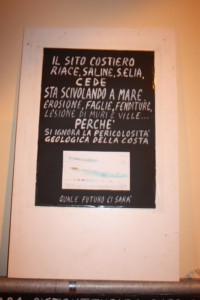 IL SITO COSTIERO
RIACE, SALINE, S.ELIA,
CEDE
STA SCIVOLANDO A MARE..
EROSIONE, FAGLIE, FENDITURE,
LESIONE DI MURI E VILLE...
PERCHE'
SI IGNORA LA PERICOLOSITA'
GEOLOGICA DELLA COSTA
QUALE FUTURO CI SARA'